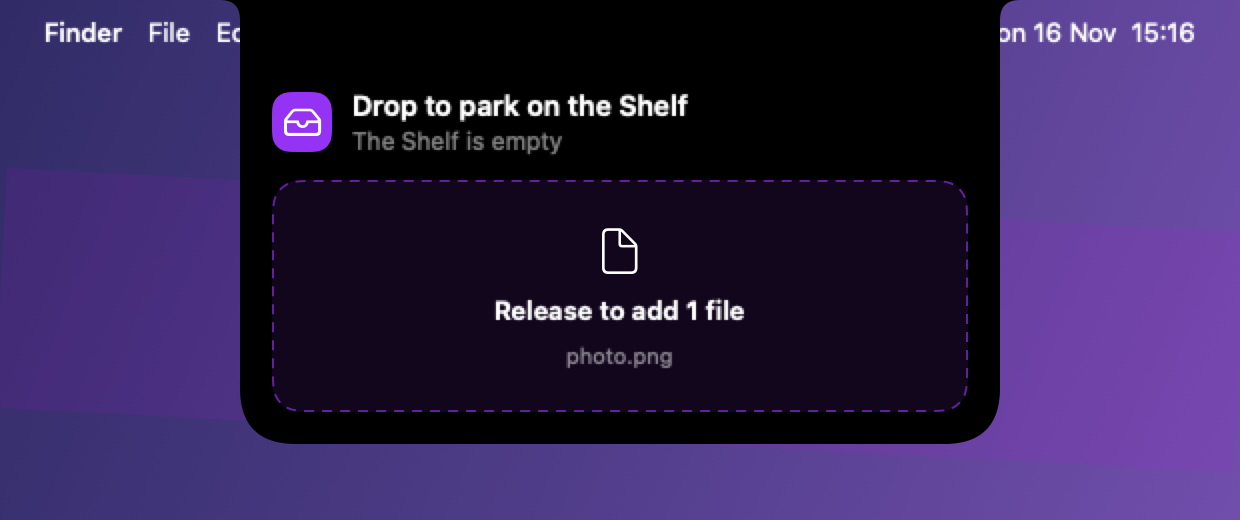 Finder File
16 Nov 15:16
Drop to park on the Shelf
The Shelf is empty
Release to add 1 file
photo.png